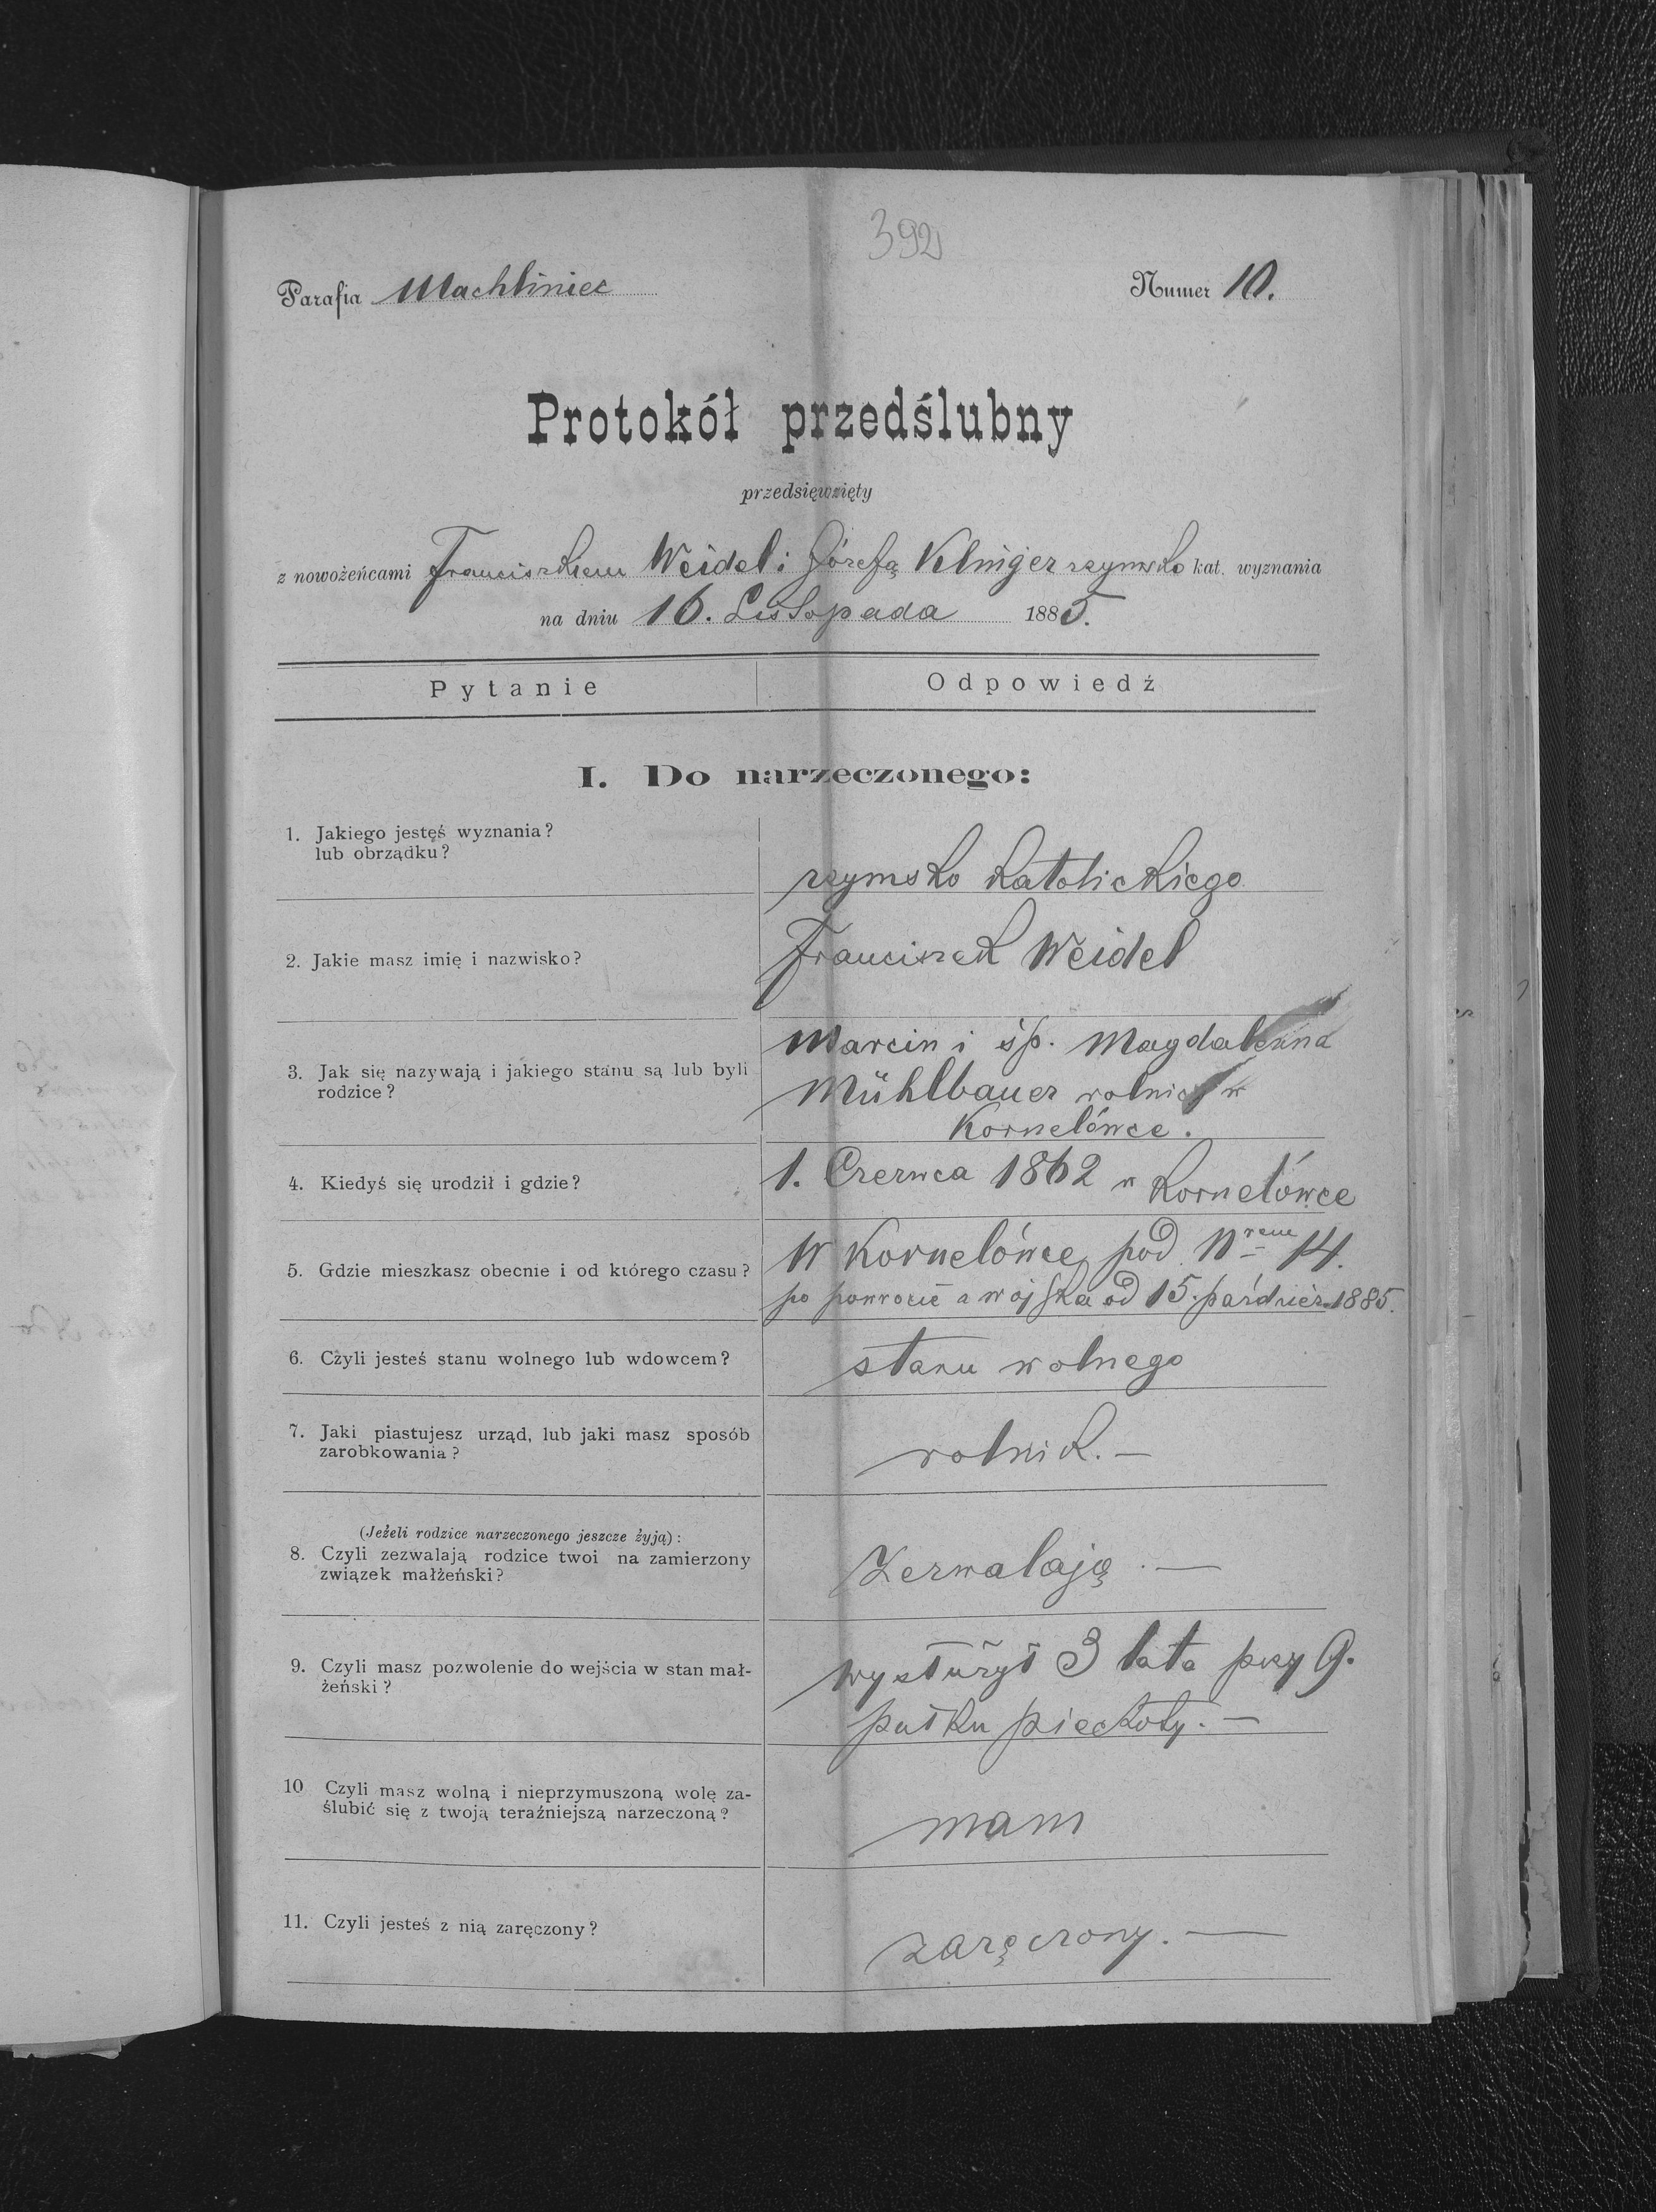 392
Parafia Machliniec Numer 10.
Protokół przedślubny
przedsięwzięty
z nowożeńcami Franciszkiem Weidel i Józefą Klinger rzymsko kat. wyznania
na dniu 16. Listopada 1885.
Pytanie Odpowiedź
I. Do narzeczonego:
1. Jakiego jesteś wyznania?
lub obrządku?
rzymsko katolickiego
2. Jakie masz imię i nazwisko?
Franciszek Weidel
3. Jak się nazywają i jakiego stanu są lub byli
rodzice?
Marcin i śp. Magdalenna
Mühlbauer rolnicy w
Kornelówce.
4. Kiedyś się urodził i gdzie?
1. Czerwca 1862 w Kornelówce
5. Gdzie mieszkasz obecnie i od którego czasu?
W Kornelówce pod Nrem 14.
po powrocie z wojska od 15. paździer. 1885.
6. Czyli jesteś stanu wolnego lub wdowcem?
stanu wolnego
7. Jaki piastujesz urząd, lub jaki masz sposób
zarobkowania?
rolnik. —
(Jeżeli rodzice narzeczonego jeszcze żyją):
8. Czyli zezwalają rodzice twoi na zamierzony
związek małżeński?
Zezwalają. —
9. Czyli masz pozwolenie do wejścia w stan mał-
żeński?
wysłużył 3 lata przy 9.
pułku piechoty. —
10 Czyli masz wolną i nieprzymuszoną wolę za-
ślubić się z twoją teraźniejszą narzeczoną?
mam
11. Czyli jesteś z nią zaręczony?
zaręczony. —